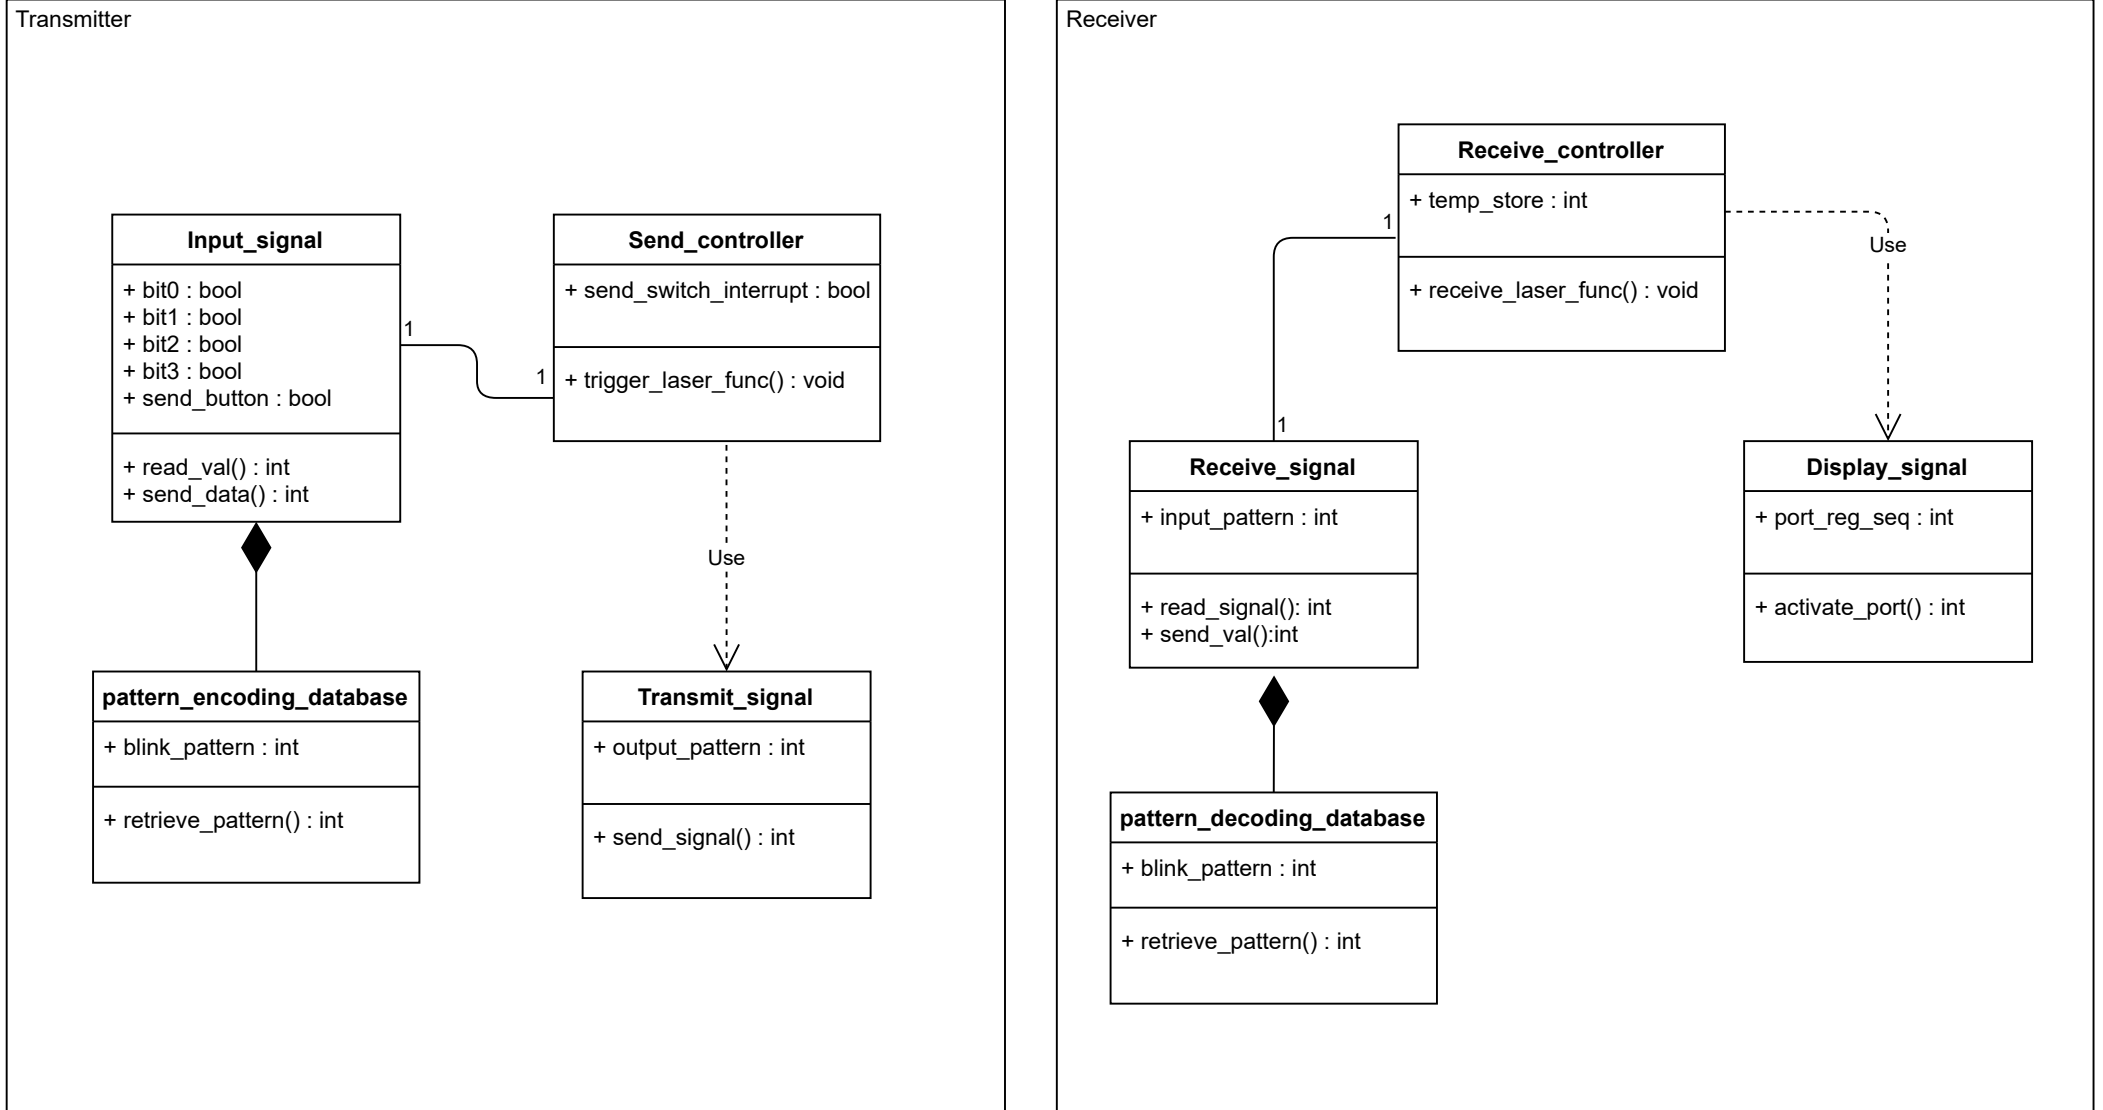 Transmitter
Input_signal
+ bit0 : bool
+ bit1 : bool
+ bit2 : bool
+ bit3 : bool
+ send_button : bool
+ read_val() : int
+ send_data() : int
1
1
Send_controller
+ send_switch_interrupt : bool
+ trigger_laser_func() : void
Use
pattern_encoding_database
+ blink_pattern : int
+ retrieve_pattern() : int
Transmit_signal
+ output_pattern : int
+ send_signal() : int
Receiver
Receive_controller
+ temp_store : int
+ receive_laser_func() : void
1
Use
1
Receive_signal
+ input_pattern : int
+ read_signal(): int
+ send_val():int
Display_signal
+ port_reg_seq : int
+ activate_port() : int
pattern_decoding_database
+ blink_pattern : int
+ retrieve_pattern() : int